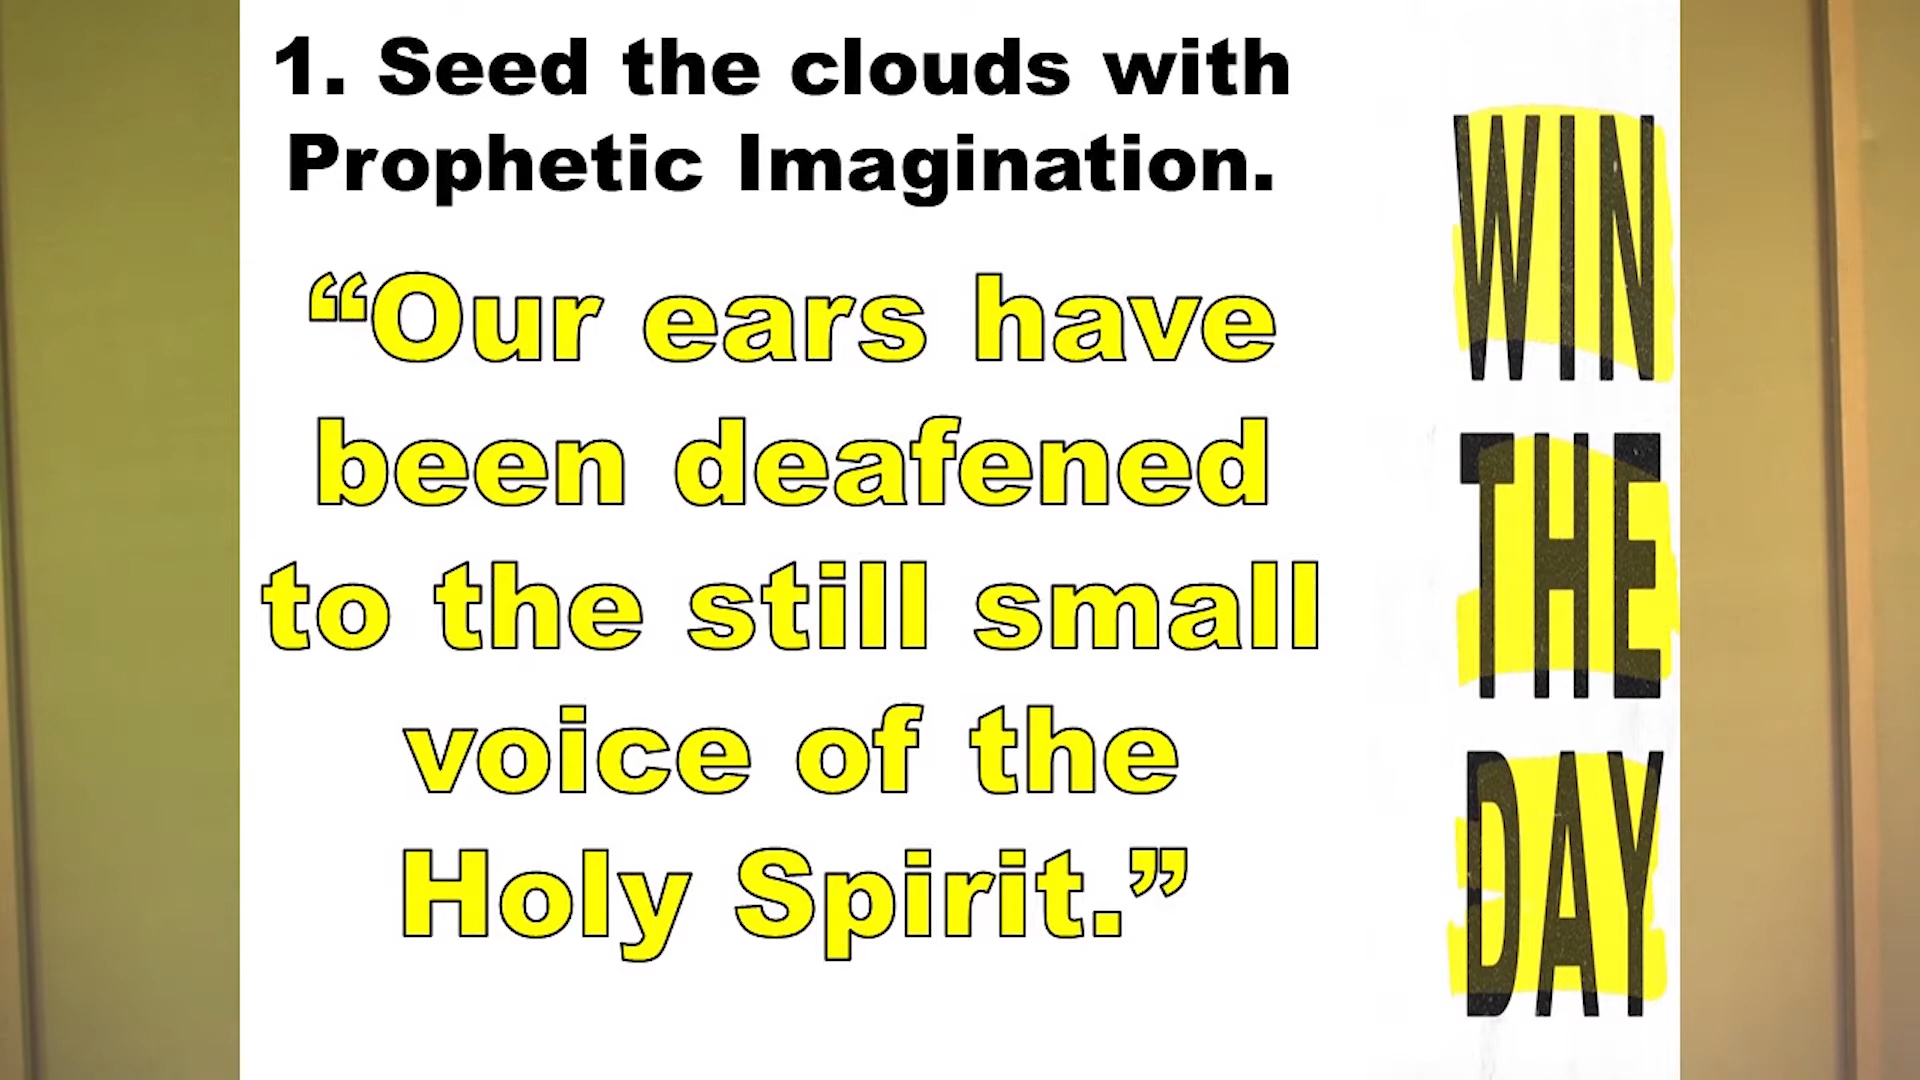 1. Seed the clouds with
Prophetic Imagination.
“Our ears have
been deafened
to the still small
voice of the
Holy Spirit.”
WIN
THE
DAY